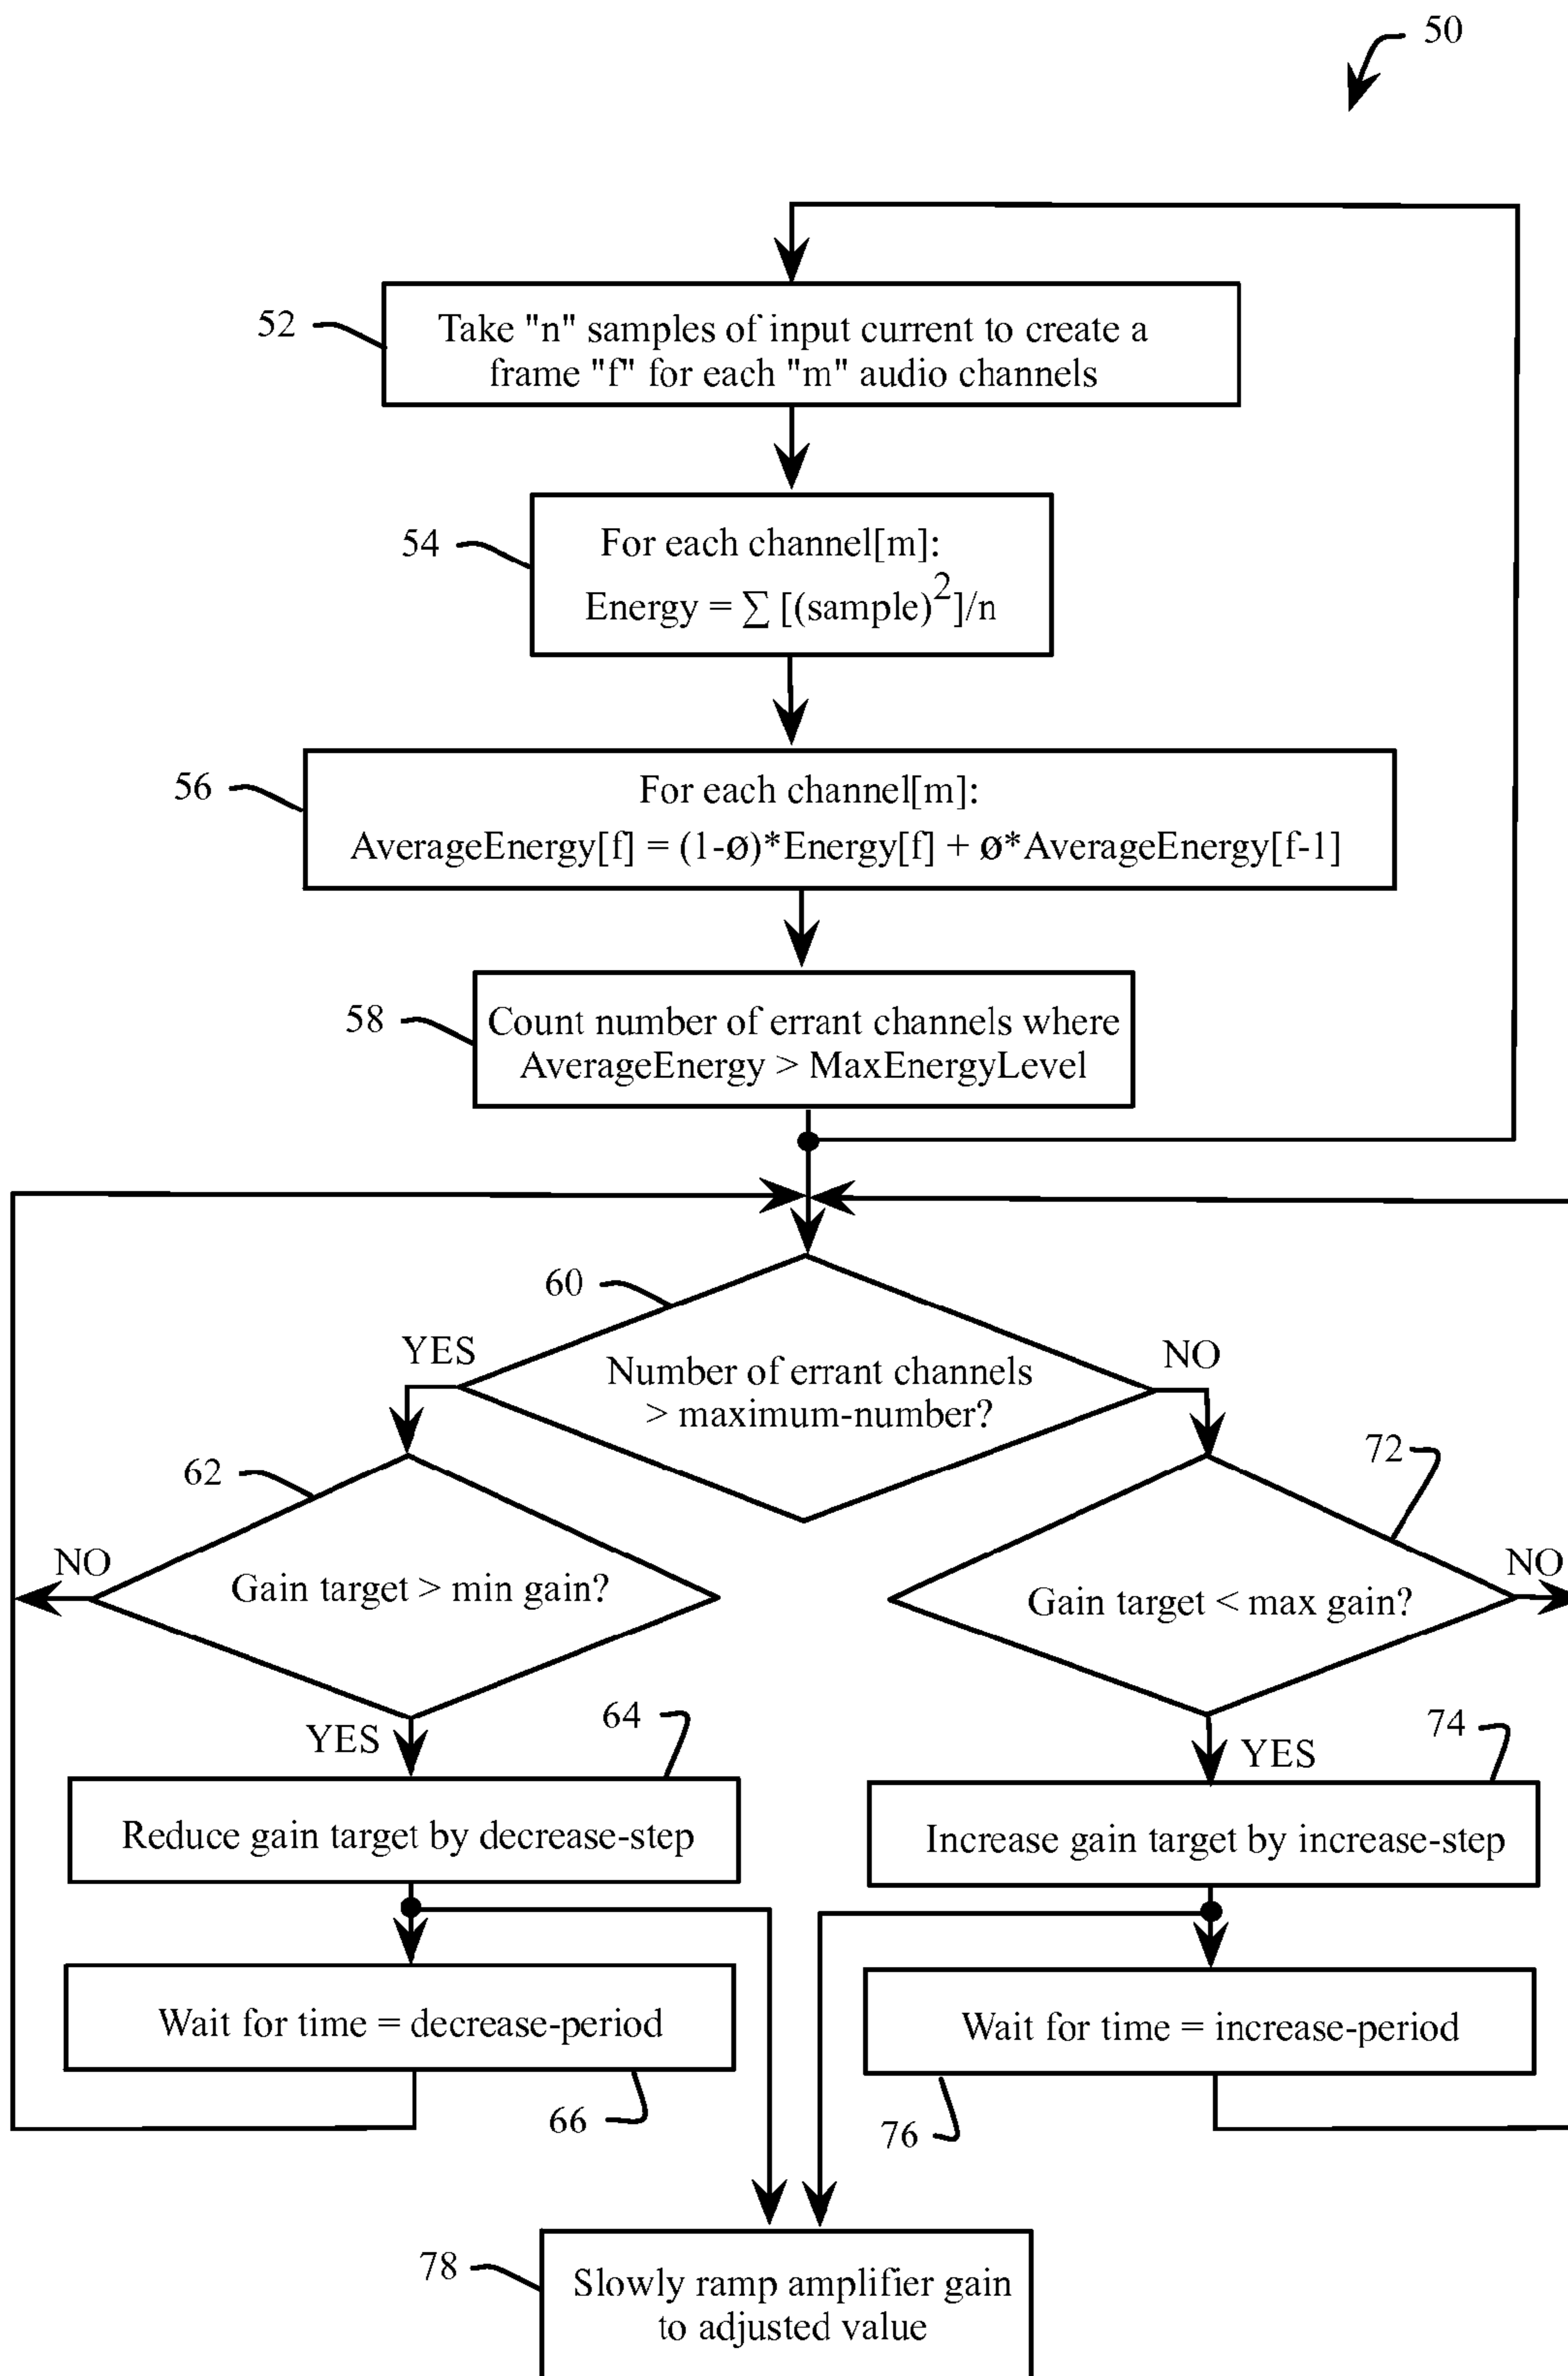 50
52
Take "n" samples of input current to create a
frame "f" for each "m" audio channels
54
For each channel[m]:
Energy = ∑ [(sample)²]/n
56
For each channel[m]:
AverageEnergy[f] = (1-ø)*Energy[f] + ø*AverageEnergy[f-1]
58
Count number of errant channels where
AverageEnergy > MaxEnergyLevel
60
YES
NO
Number of errant channels
> maximum-number?
62
72
NO
Gain target > min gain?
Gain target < max gain?
NO
YES
64
YES
74
Reduce gain target by decrease-step
Increase gain target by increase-step
Wait for time = decrease-period
Wait for time = increase-period
66
76
78
Slowly ramp amplifier gain
to adjusted value